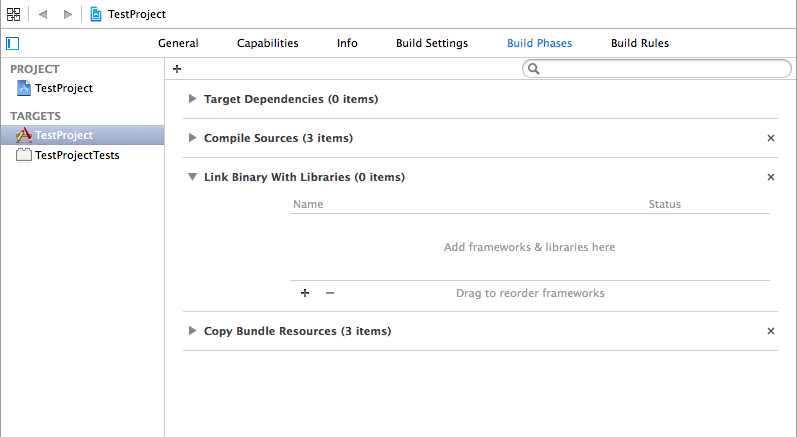 TestProject
General Capabilities Info Build Settings Build Phases Build Rules
PROJECT
TestProject
TARGETS
TestProject
TestProjectTests
Target Dependencies (0 items)
Compile Sources (3 items)
Link Binary With Libraries (0 items)
Name Status
Add frameworks & libraries here
Drag to reorder frameworks
Copy Bundle Resources (3 items)